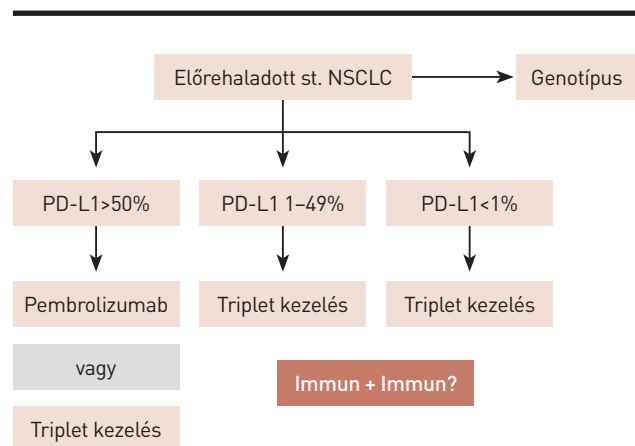 Előrehaladott st. NSCLC
Genotípus
PD-L1>50%
PD-L1 1–49%
PD-L1<1%
Pembrolizumab
Triplet kezelés
Triplet kezelés
vagy
Immun + Immun?
Triplet kezelés